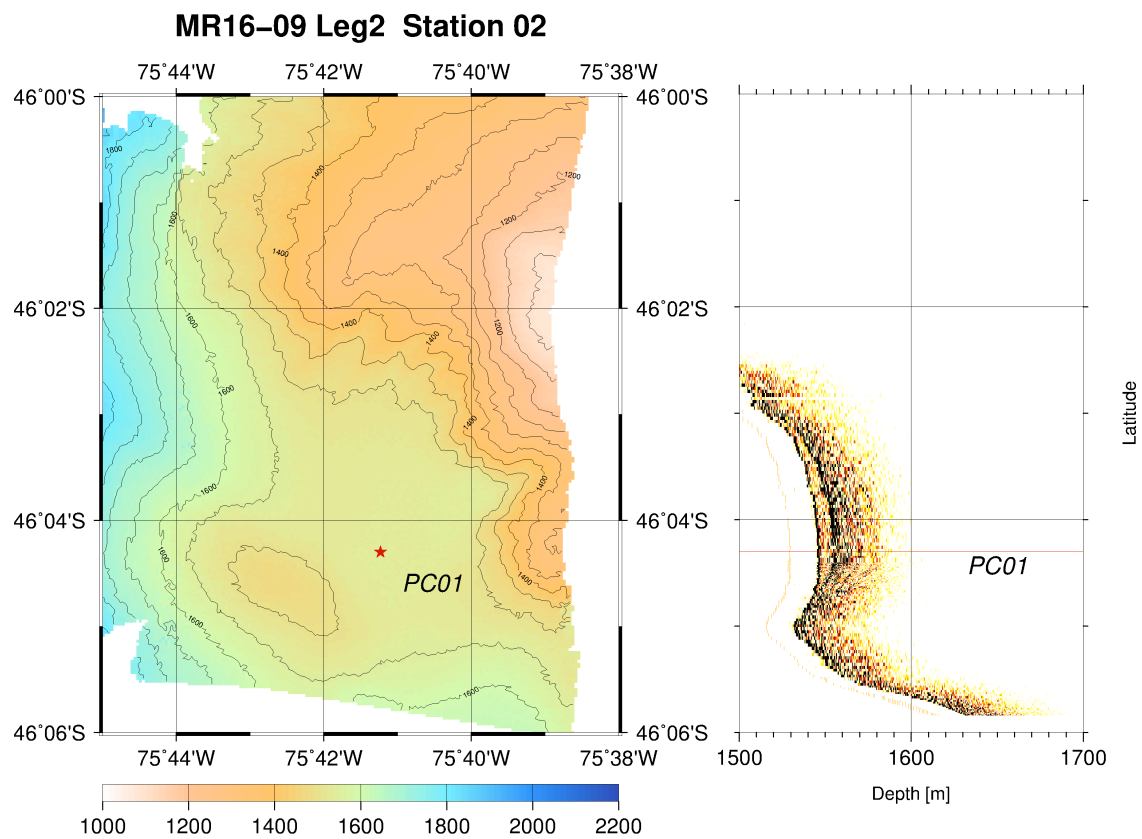 MR16−09 Leg2 Station 02
75˚44'W 75˚42'W 75˚40'W 75˚38'W
46˚00'S 46˚00'S
1800
1400
1200
1600
1200
1400
46˚02'S 46˚02'S
1600
1400
1200
1400
1600
1400
1600
1400
46˚04'S 46˚04'S
1600
1400
PC01 PC01
1600
1600
46˚06'S 46˚06'S
75˚44'W 75˚42'W 75˚40'W 75˚38'W
1500 1600 1700
Depth [m]
Latitude
1000 1200 1400 1600 1800 2000 2200